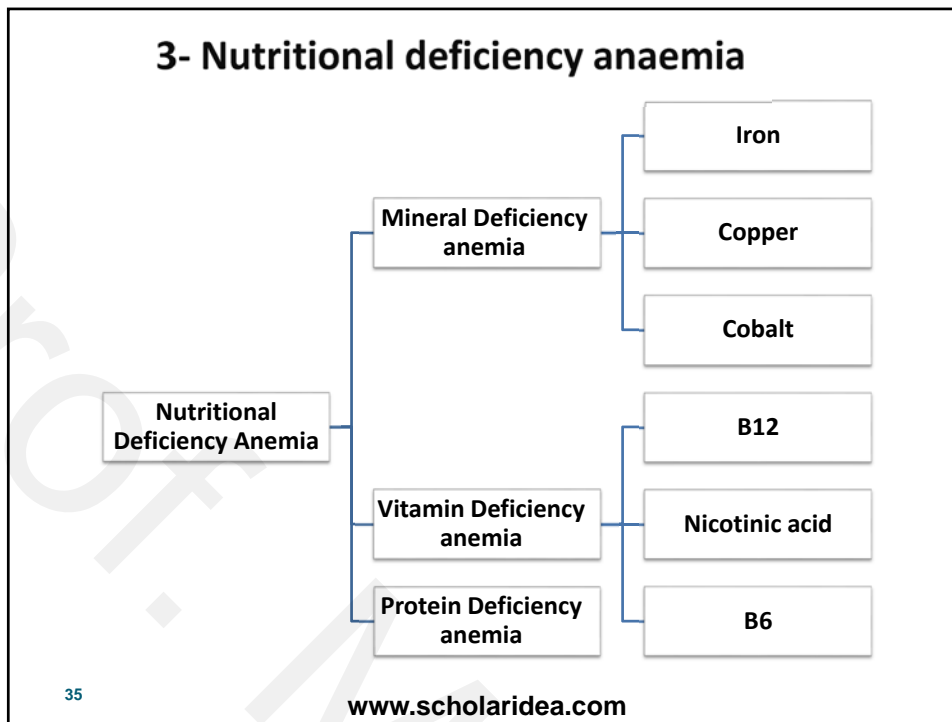 3- Nutritional deficiency anaemia
Iron
Mineral Deficiency
anemia
Copper
Cobalt
Nutritional
Deficiency Anemia
B12
Vitamin Deficiency
anemia
Nicotinic acid
Protein Deficiency
anemia
B6
35
www.scholaridea.com